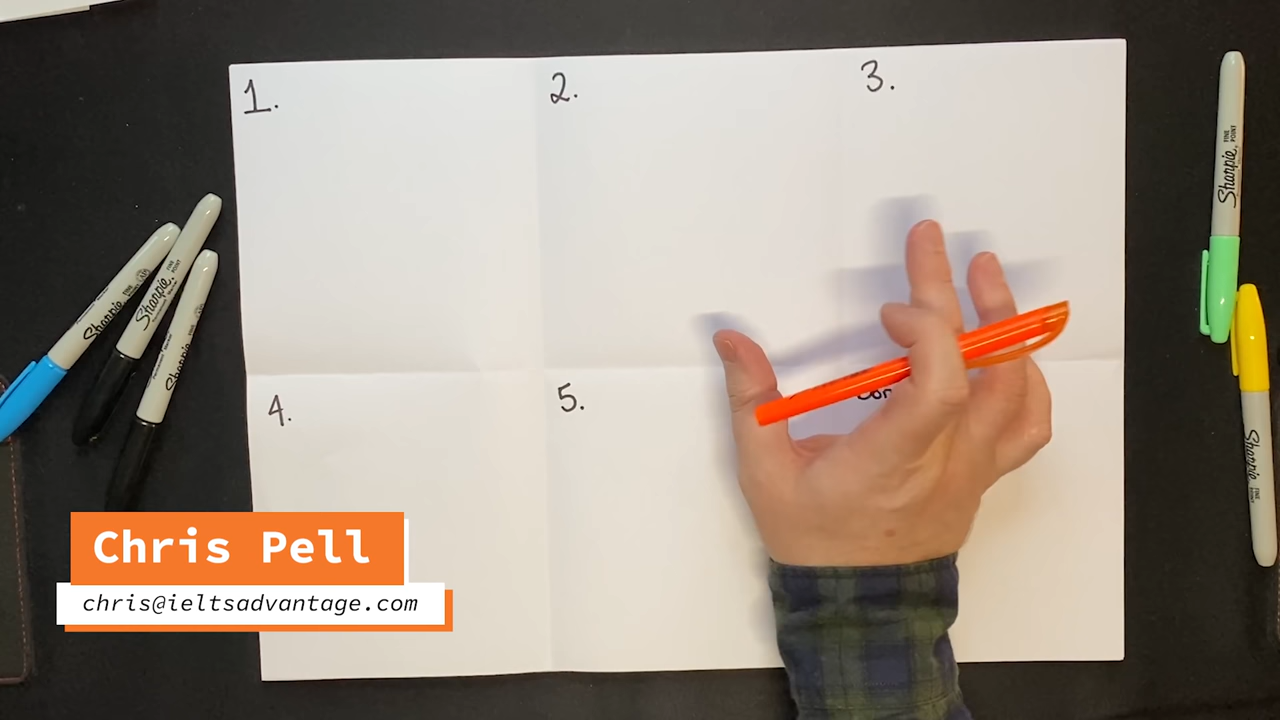 1.
2.
3.
4.
5.
Sharpie
FINE POINT
Sharpie
Sharpie
Sharpie
Sharpie
FINE POINT
Sharpie
Chris Pell
chris@ieltsadvantage.com